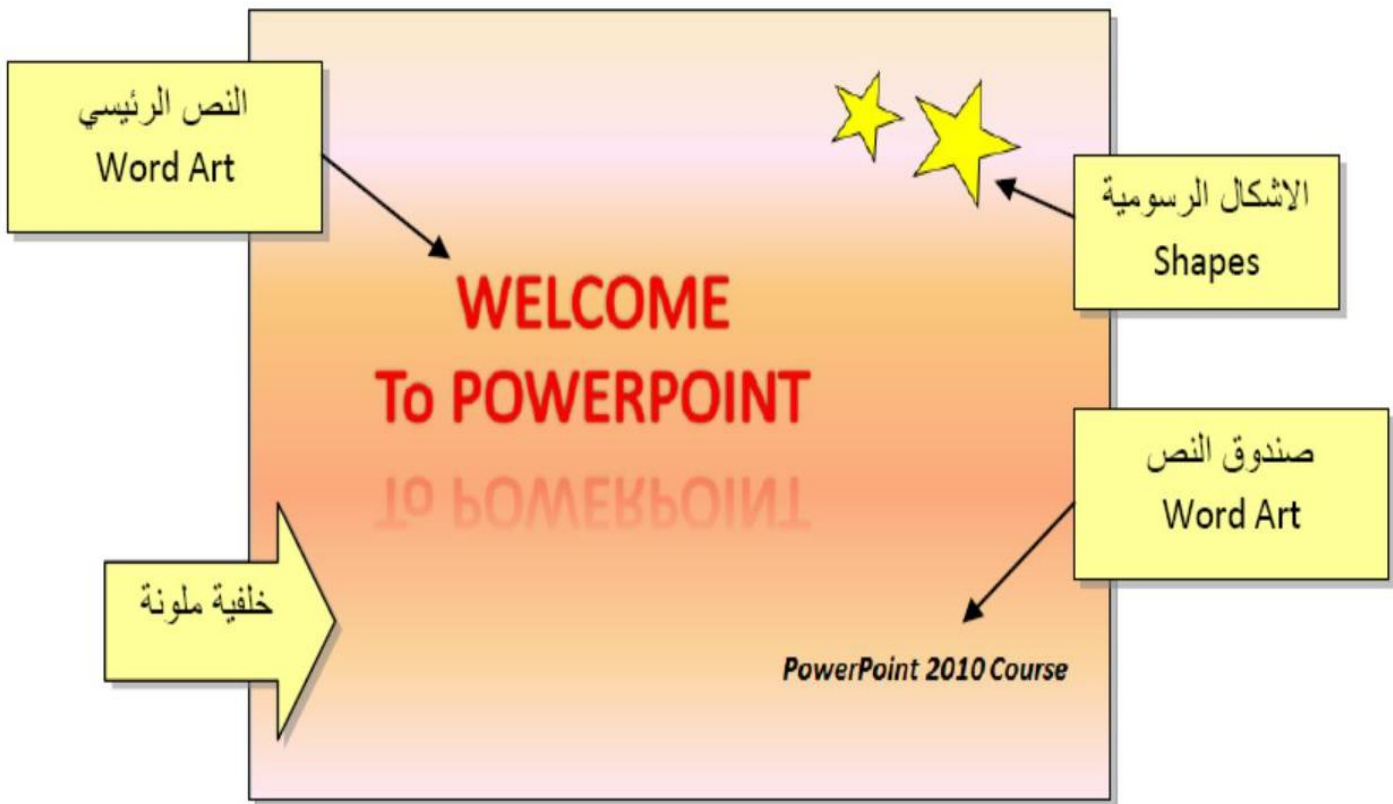 النص الرئيسي
Word Art
الاشكال الرسومية
Shapes
WELCOME
To POWERPOINT
To POWERPOINT
صندوق النص
Word Art
خلفية ملونة
PowerPoint 2010 Course